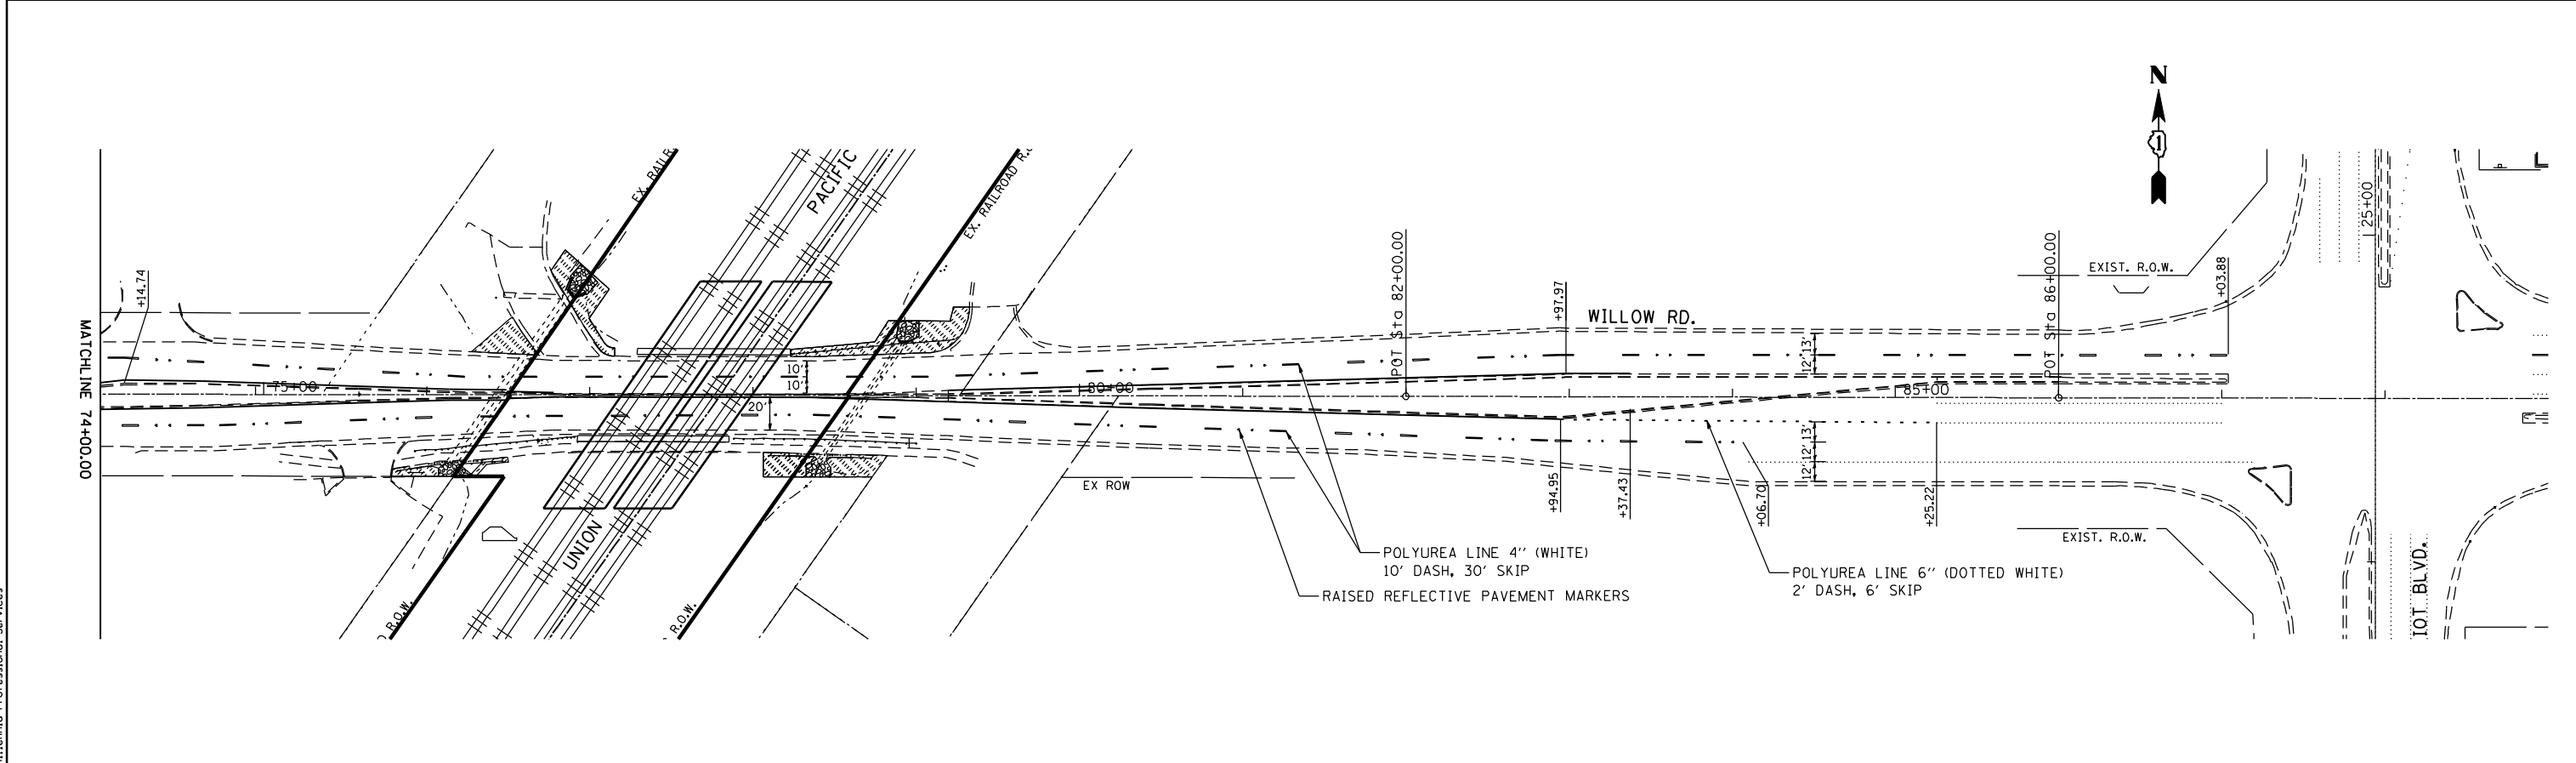 N
1
25+00
EX. RAILR
PACIFIC
EX. RAILROAD R.O
POT Sta 82+00.00
POT Sta 86+00.00
EXIST. R.O.W.
+03.88
+14.74
+97.97
WILLOW RD.
MATCHLINE 74+00.00
75+00
10'
10'
20'
80+00
85+00
13'
12'
13'
12'
12'
EX ROW
+94.95
+37.43
+06.70
+25.22
EXIST. R.O.W.
UNION
POLYUREA LINE 4" (WHITE)
10' DASH, 30' SKIP
RAISED REFLECTIVE PAVEMENT MARKERS
POLYUREA LINE 6" (DOTTED WHITE)
2' DASH, 6' SKIP
IOT BLVD.
D R.O.W.
R.O.W.